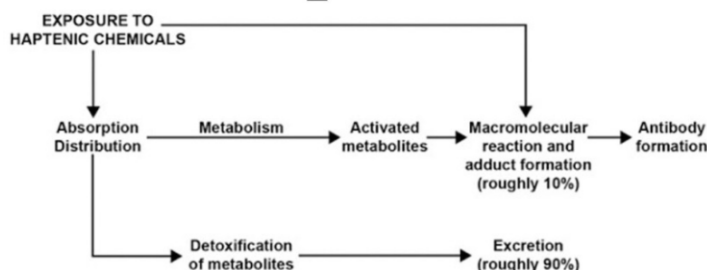 EXPOSURE TO
HAPTENIC CHEMICALS
Absorption
Distribution
Metabolism
Activated
metabolites
Macromolecular
reaction and
adduct formation
(roughly 10%)
Antibody
formation
Detoxification
of metabolites
Excretion
(roughly 90%)